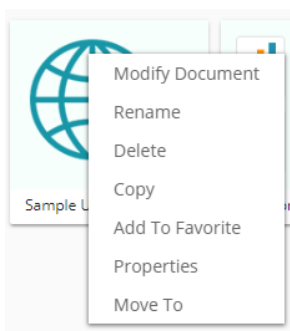 Modify Document
Rename
Delete
Copy
Sample U
Add To Favorite
Properties
Move To